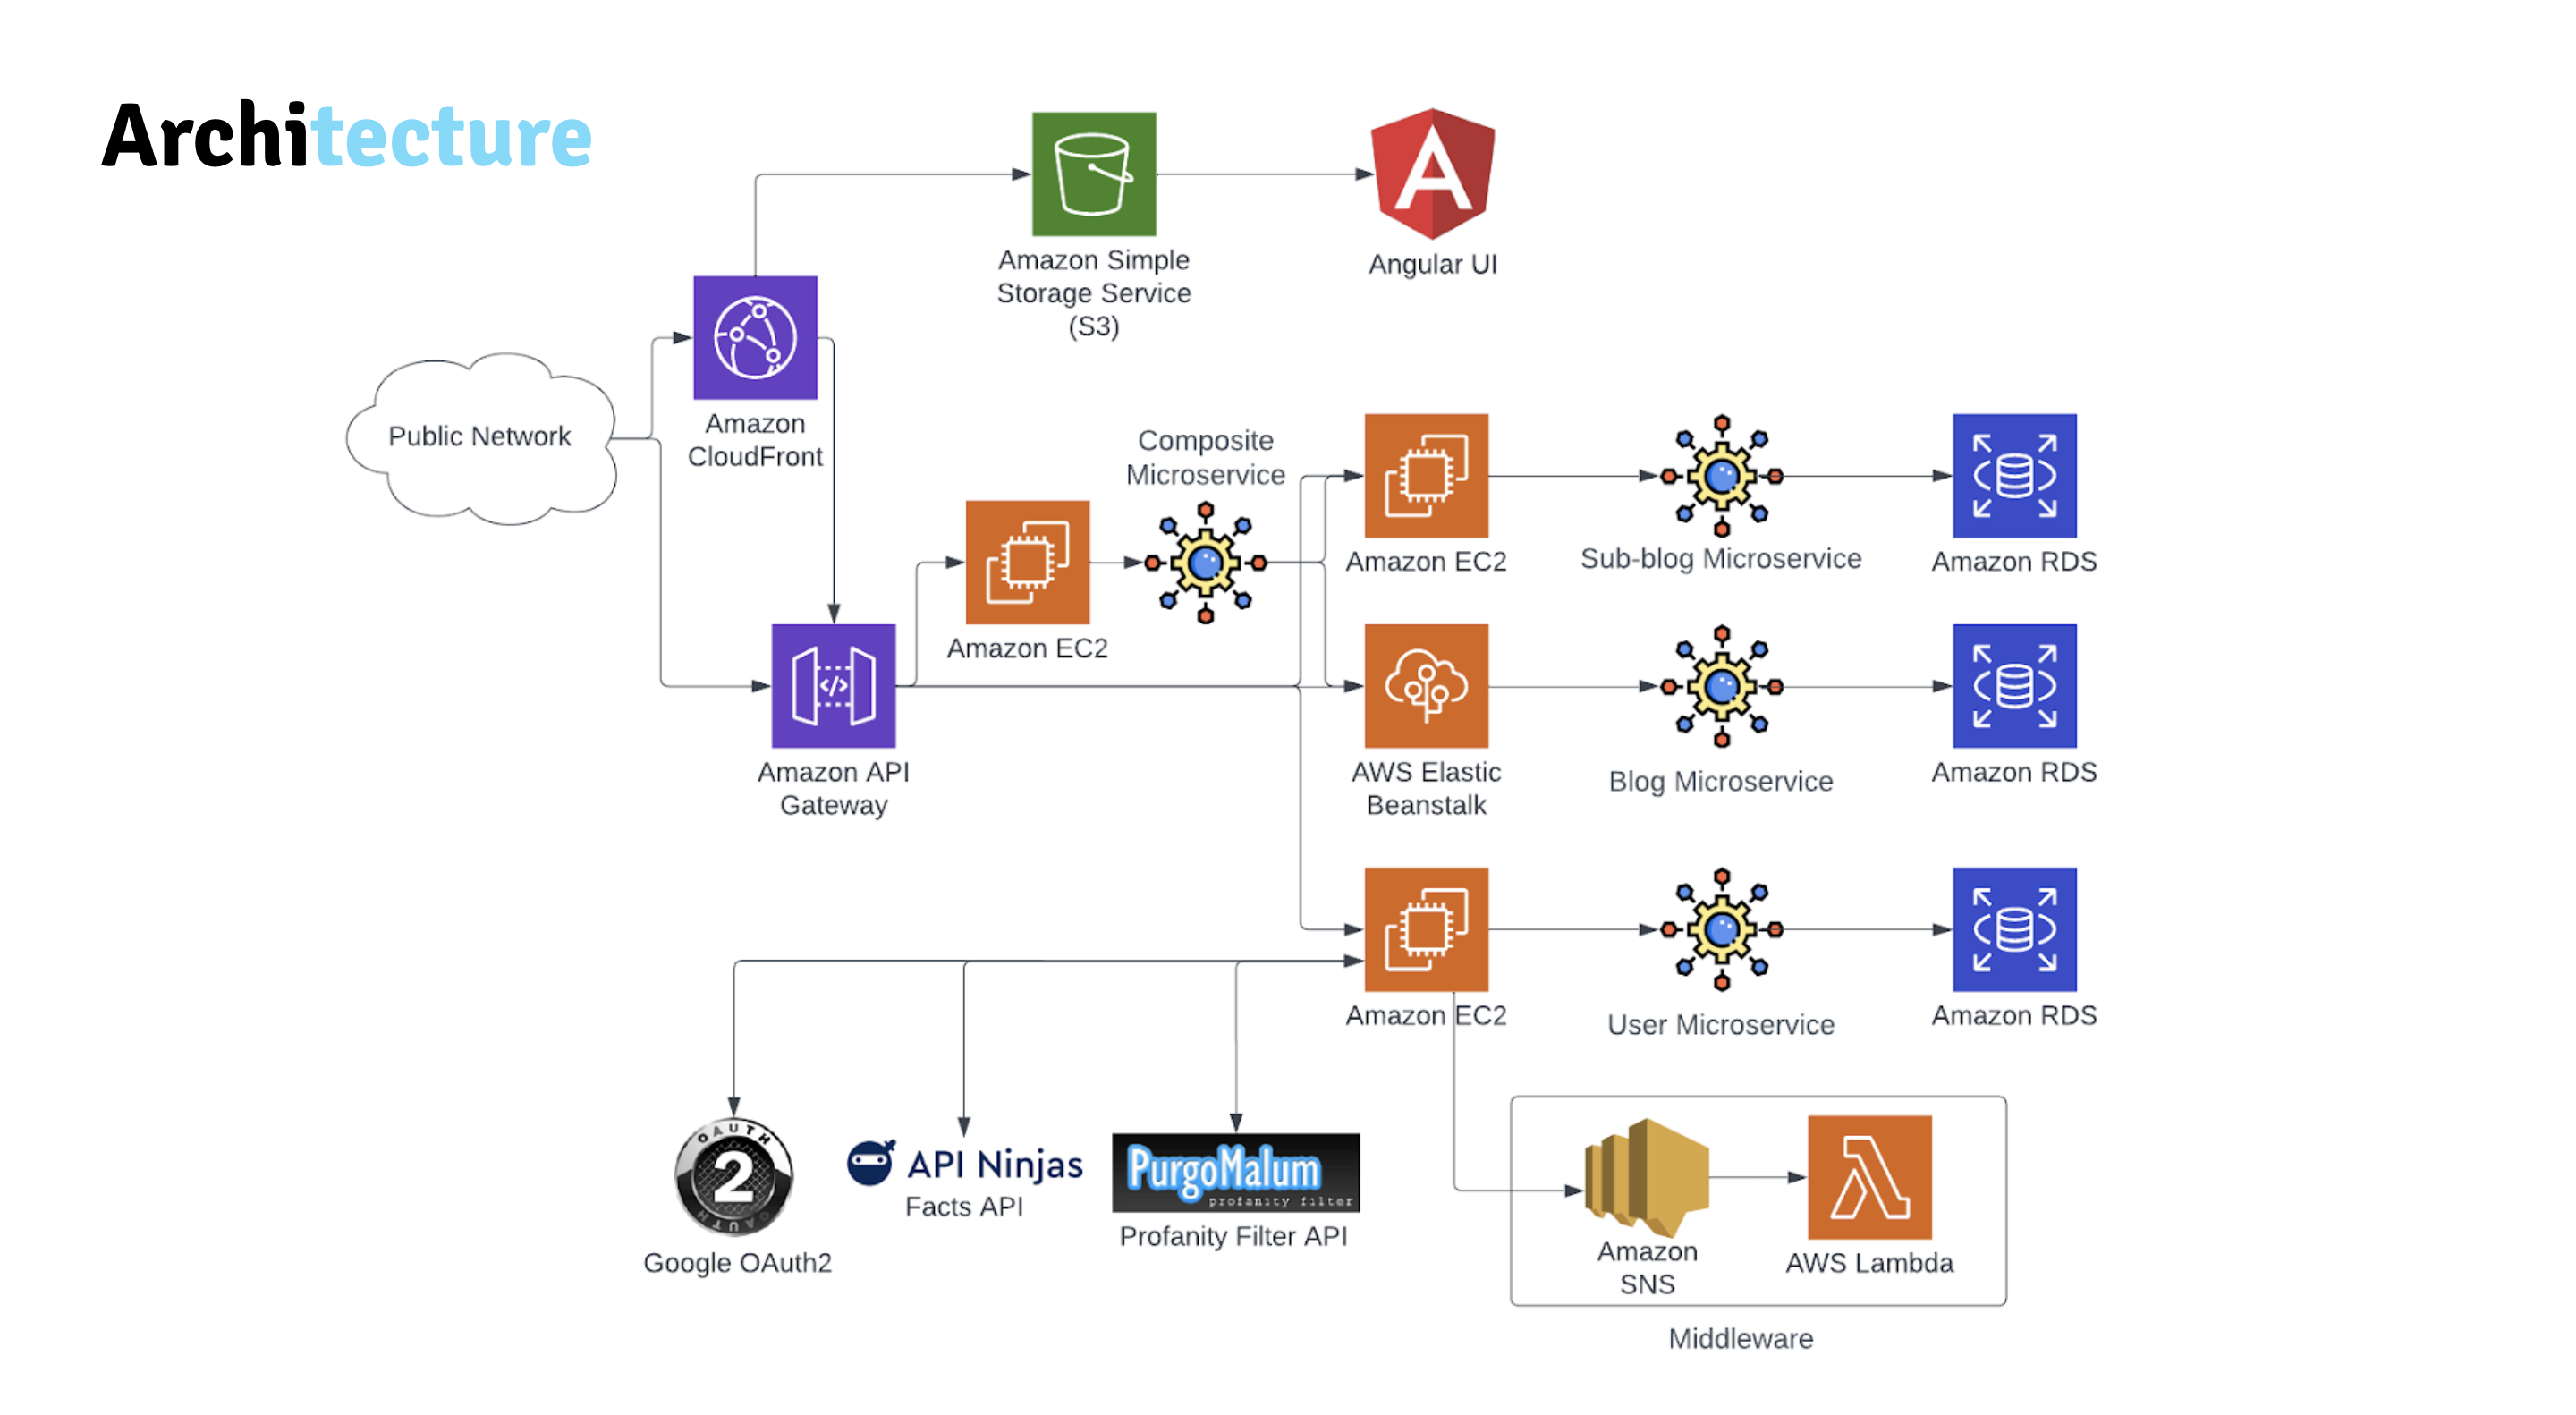 Architecture
Amazon Simple
Storage Service
(S3)
Angular UI
Public Network
Amazon
CloudFront
Composite
Microservice
Amazon EC2
Amazon EC2
Sub-blog Microservice
Amazon RDS
</>
Amazon API
Gateway
AWS Elastic
Beanstalk
Blog Microservice
Amazon RDS
Amazon EC2
User Microservice
Amazon RDS
OAUTH
2
OAUTH
Google OAuth2
API Ninjas
Facts API
PurgoMalum
profanity filter
Profanity Filter API
Amazon
SNS
AWS Lambda
Middleware